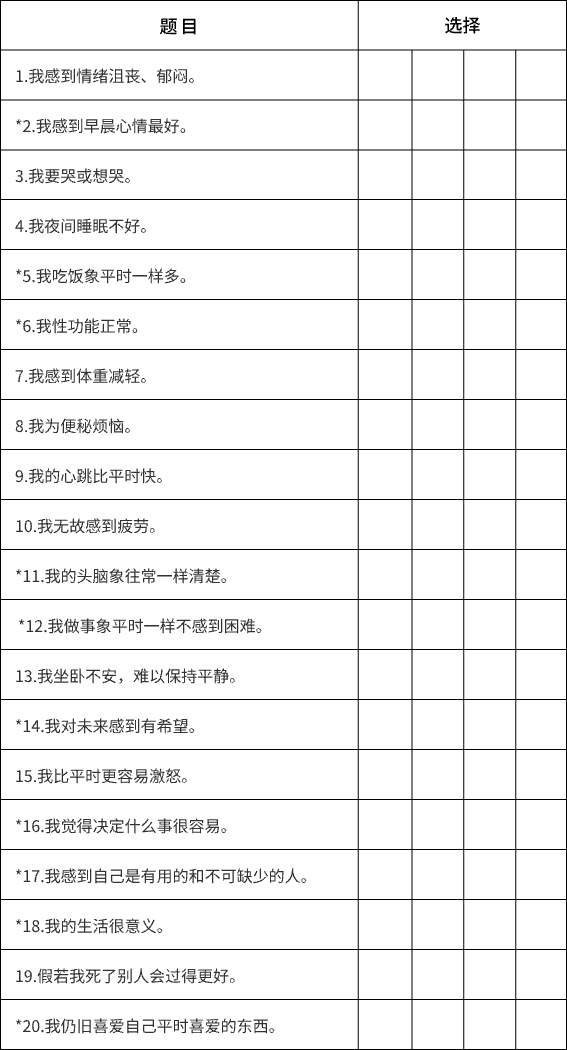 题目 选择
1.我感到情绪沮丧、郁闷。
*2.我感到早晨心情最好。
3.我要哭或想哭。
4.我夜间睡眠不好。
*5.我吃饭象平时一样多。
*6.我性功能正常。
7.我感到体重减轻。
8.我为便秘烦恼。
9.我的心跳比平时快。
10.我无故感到疲劳。
*11.我的头脑象往常一样清楚。
*12.我做事象平时一样不感到困难。
13.我坐卧不安，难以保持平静。
*14.我对未来感到有希望。
15.我比平时更容易激怒。
*16.我觉得决定什么事很容易。
*17.我感到自己是有用的和不可缺少的人。
*18.我的生活很意义。
19.假若我死了别人会过得更好。
*20.我仍旧喜爱自己平时喜爱的东西。